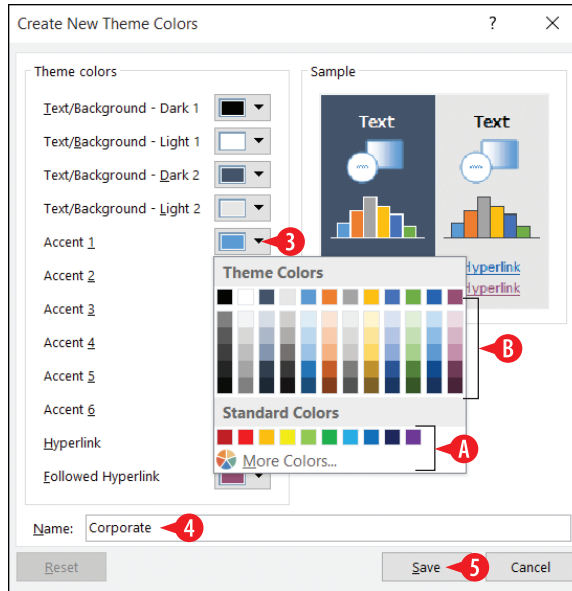 Create New Theme Colors ?
Theme colors
Sample
Text/Background - Dark 1
Text/Background - Light 1
Text/Background - Dark 2
Text/Background - Light 2
Accent 1
3
Accent 2
Accent 3
Accent 4
Accent 5
Accent 6
Hyperlink
Followed Hyperlink
Text Text
Hyperlink
Hyperlink
Theme Colors
B
Standard Colors
A
More Colors...
Name: Corporate 4
Reset Save 5 Cancel